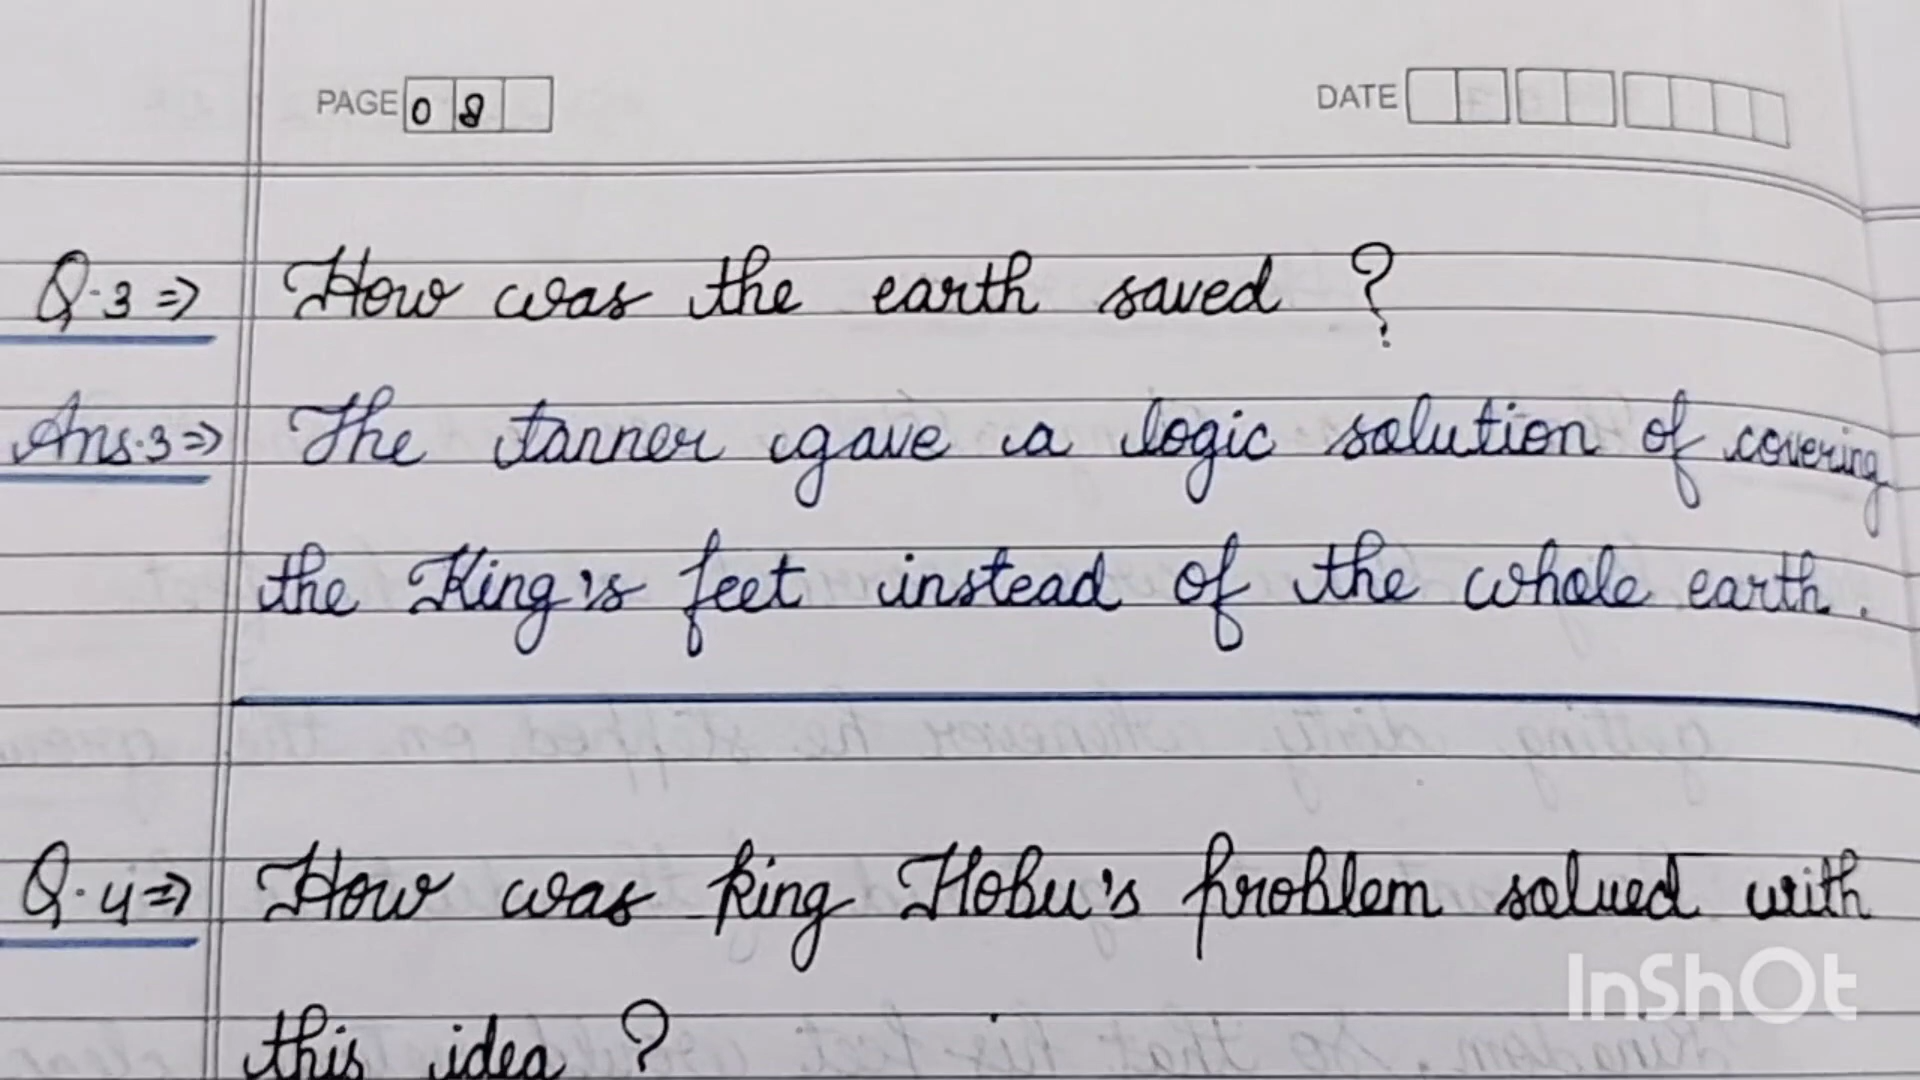 PAGE 08
DATE
Q.3 => How was the earth saved ?
Ans.3 => The tanner gave a logic solution of covering
the King's feet instead of the whole earth.
Q.4 => How was king Hobu's problem solved with
this idea ?
InShOt